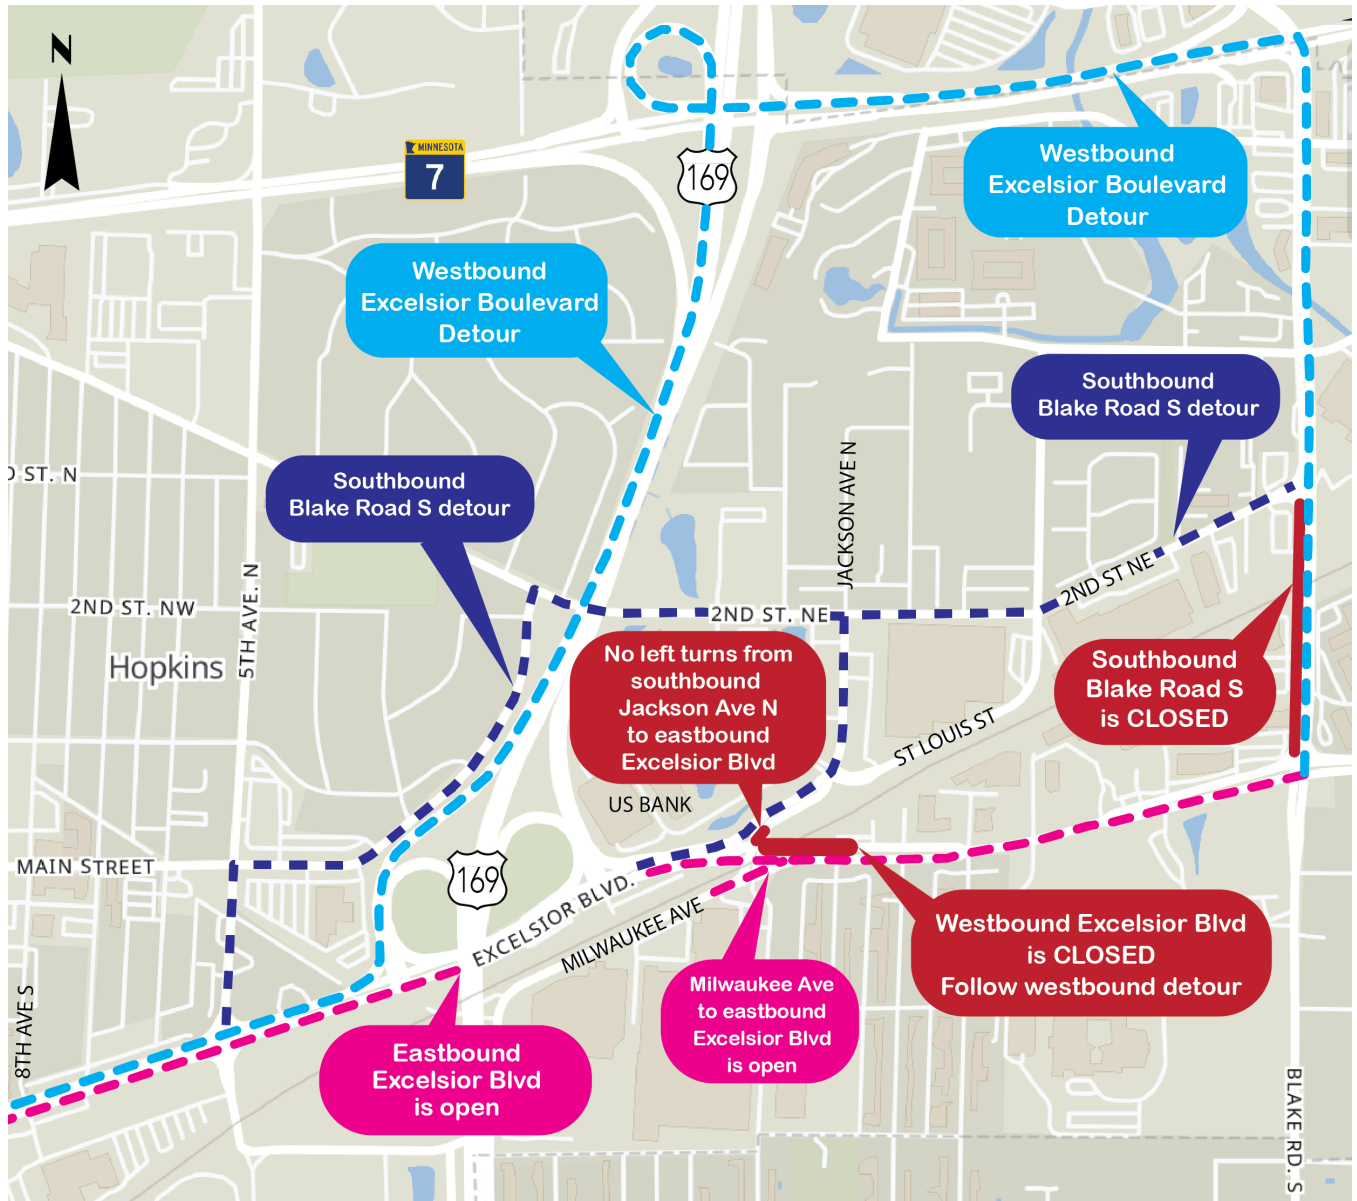 N
MINNESOTA
7
169
Westbound
Excelsior Boulevard
Detour
Westbound
Excelsior Boulevard
Detour
Southbound
Blake Road S detour
Southbound
Blake Road S detour
D ST. N
JACKSON AVE N
2ND ST NE
2ND ST. NW
5TH AVE. N
2ND ST. NE
Hopkins
No left turns from
southbound
Jackson Ave N
to eastbound
Excelsior Blvd
Southbound
Blake Road S
is CLOSED
ST LOUIS ST
US BANK
MAIN STREET
169
EXCELSIOR BLVD.
MILWAUKEE AVE
Westbound Excelsior Blvd
is CLOSED
Follow westbound detour
Milwaukee Ave
to eastbound
Excelsior Blvd
is open
8TH AVE S
Eastbound
Excelsior Blvd
is open
BLAKE RD. S